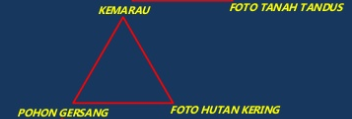 KEMARAU
FOTO TANAH TANDUS
POHON GERSANG
FOTO HUTAN KERING